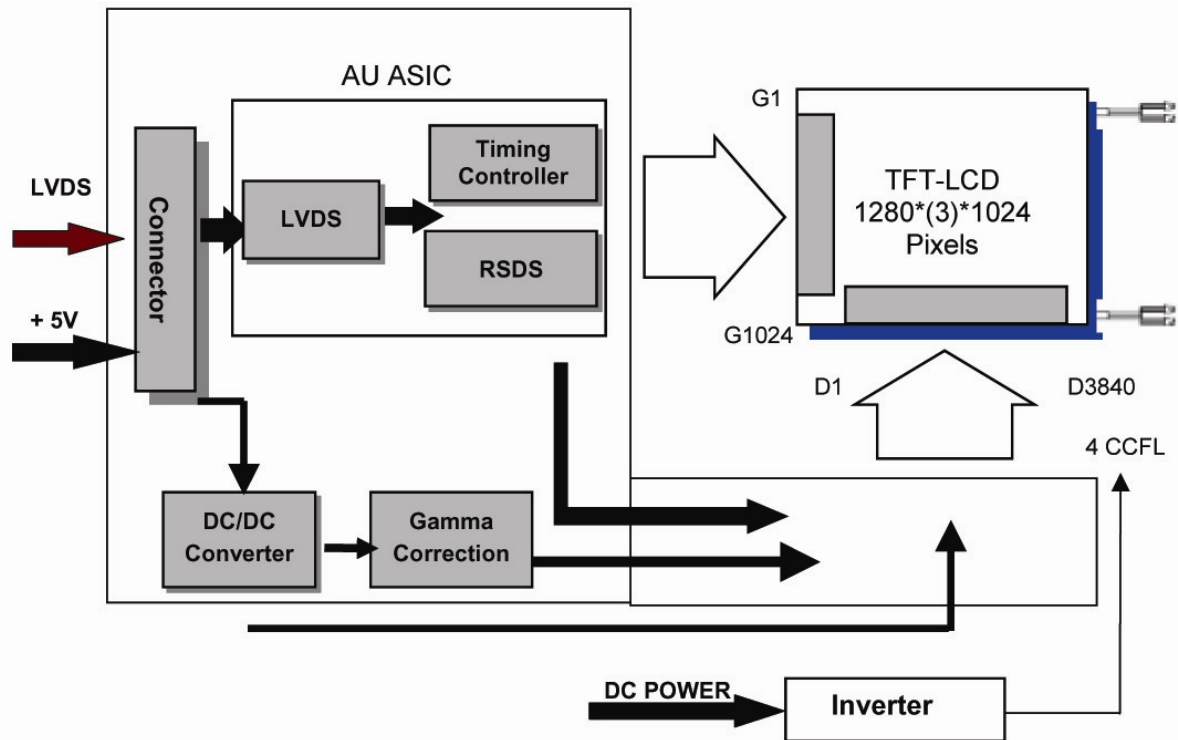 AU ASIC
G1
Timing
Controller
TFT-LCD
1280*(3)*1024
Pixels
LVDS
Connector
LVDS
RSDS
+ 5V
G1024
D1
D3840
4 CCFL
DC/DC
Converter
Gamma
Correction
DC POWER
Inverter